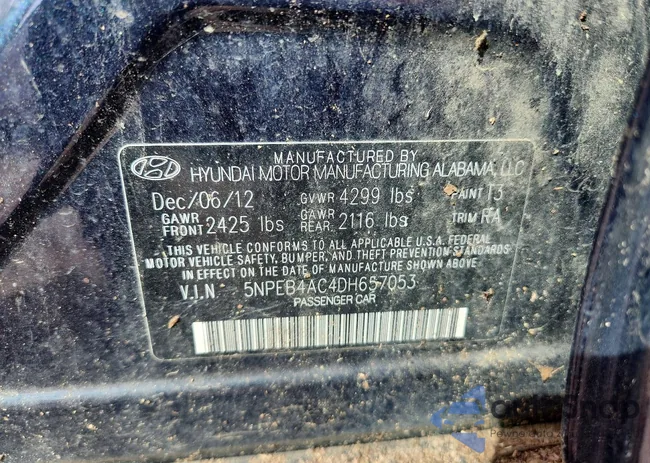 MANUFACTURED BY
HYUNDAI MOTOR MANUFACTURING ALABAMA, LLC
Dec/06/12 GVWR 4299 lbs PAINT T3
GAWR FRONT 2425 lbs GAWR REAR. 2116 lbs TRIM RA
THIS VEHICLE CONFORMS TO ALL APPLICABLE U.S.A. FEDERAL
MOTOR VEHICLE SAFETY, BUMPER, AND THEFT PREVENTION STANDARDS
IN EFFECT ON THE DATE OF MANUFACTURE SHOWN ABOVE.
V.I.N 5NPEB4AC4DH657053
PASSENGER CAR